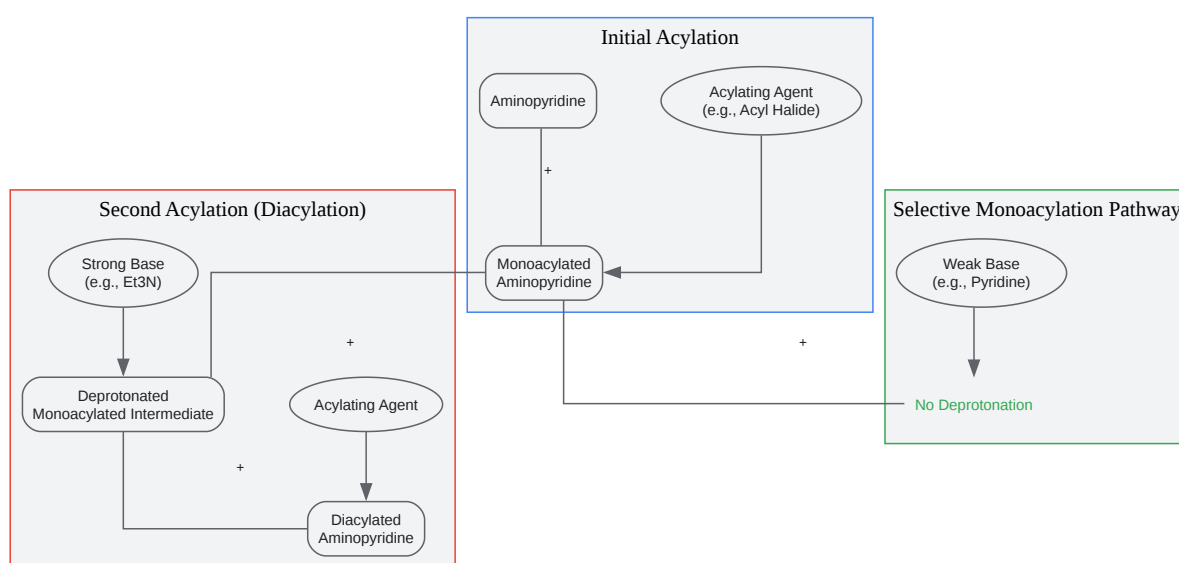 Initial Acylation
Aminopyridine
Acylating Agent
(e.g., Acyl Halide)
+
Monoacylated
Aminopyridine
Second Acylation (Diacylation)
Strong Base
(e.g., Et3N)
+
Deprotonated
Monoacylated Intermediate
Acylating Agent
+
Diacylated
Aminopyridine
Selective Monoacylation Pathway
Weak Base
(e.g., Pyridine)
+
No Deprotonation